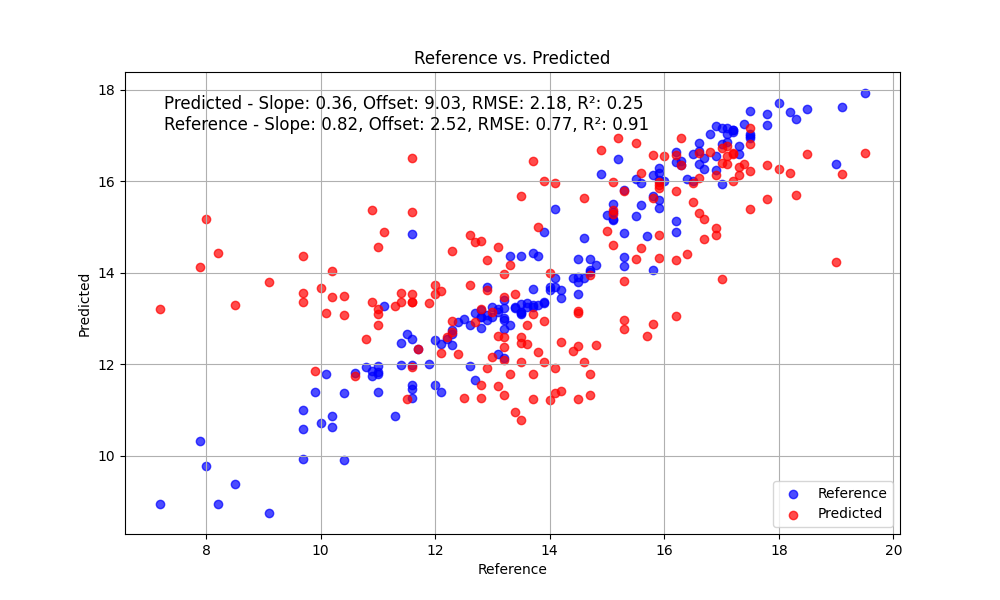 Reference vs. Predicted
Predicted - Slope: 0.36, Offset: 9.03, RMSE: 2.18, R²: 0.25
Reference - Slope: 0.82, Offset: 2.52, RMSE: 0.77, R²: 0.91
18
16
14
12
10
Predicted
Reference
Predicted
8 10 12 14 16 18 20
Reference